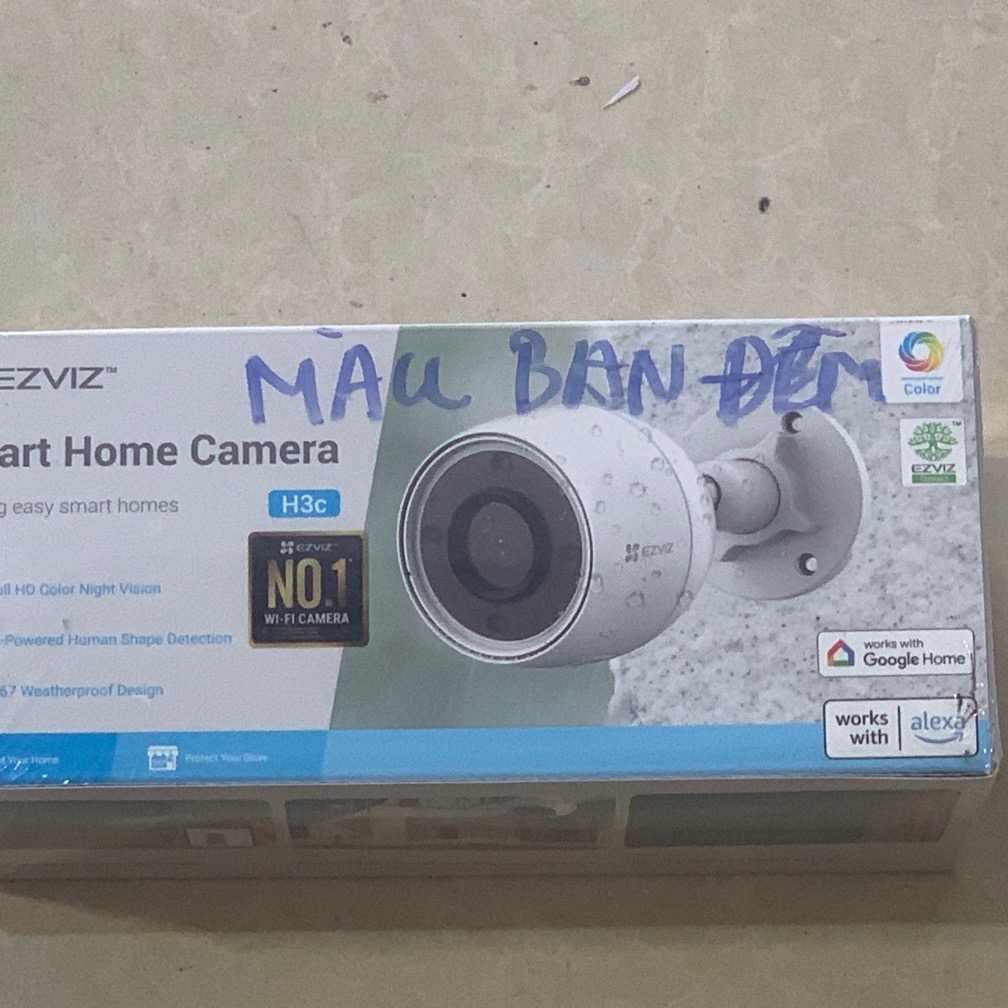 MÀU BAN ĐÊM
EZVIZ™
art Home Camera
g easy smart homes
H3c
EZVIZ
NO.1
WI-FI CAMERA
ull HD Color Night Vision
-Powered Human Shape Detection
67 Weatherproof Design
t Your Home
Protect Your Store
EZVIZ
Color
EZVIZ
works with
Google Home
works
with
alexa